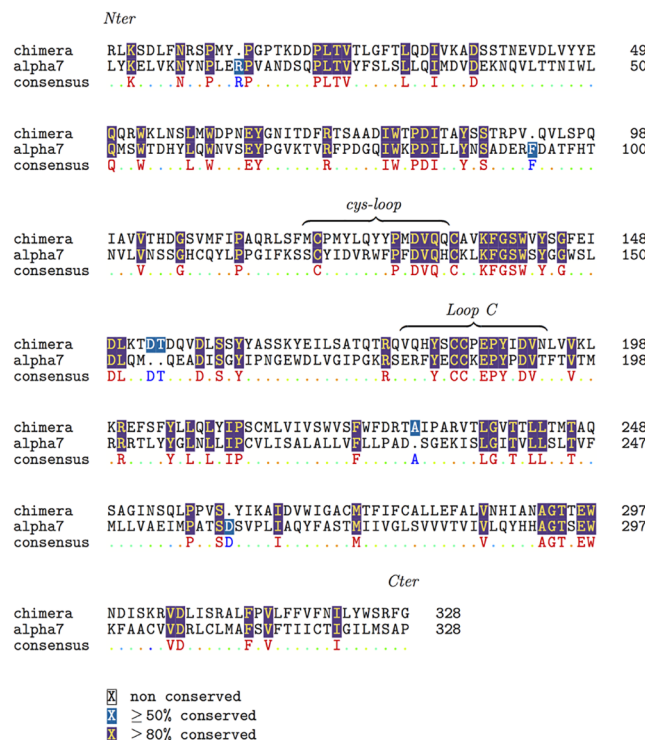 Nter
chimera RLKSDLFNRSPMY.PGPTKDDPLTVTLGFTLQDIVKADSSTNEVDLVYYE 49
alpha7 LYKELVKNYNPLERPVANDSQPLTVYFSLSLLQIMDVDEKNQVLTTNIWL 50
consensus .K.....N..P..RP......PLTV.....L..I...D............
QQRWKLNSLMWDPNEYGNITDFRTSAADIWTPDITAYSSTRPV.QVLSPQ 98
chimera
alpha7 QMSWTDHYLQWNVSEYPGVKTVRFPDGQIWKPDILLYNSADERFDATFHT 100
consensus Q..W....L.W...EY......R.....IW.PDI..Y.S....F......
cys-loop
chimera IAVVTHDGSVMFIPAQRLSFMCPMYLQYYPMDVQQCAVKFGSWVYSGFEI 148
alpha7 NVLVNSSGHCQYLPPGIFKSSCYIDVRWFPFDVQHCKLKFGSWSYGGWSL 150
consensus ...V...G.....P.......C.......P.DVQ.C..KFGSW.Y.G...
Loop C
chimera DLKTDTDQVDLSSYYASSKYEILSATQTRQVQHYSCCPEPYIDVNLVVKL 198
alpha7 DLQM..QEADISGYIPNGEWDLVGIPGKRSERFYECCKEPYPDVTFTVTM 198
consensus DL..DT...D.S.Y..............R....Y.CC.EPY.DV...V..
chimera KREFSFYLLQLYIPSCMLVIVSWVSFWFDRTAIPARVTLGVTTLLTMTAQ 248
alpha7 RRRTLYYGLNLLIPCVLISALALLVFLLPAD.SGEKISLGITVLLSLTVF 247
consensus .R....Y.L.L.IP...........F.....A......LG.T.LL..T..
chimera SAGINSQLPPVS.YIKAIDVWIGACMTFIFCALLEFALVNHIANAGTTEW 297
alpha7 MLLVAEIMPATSDSVPLIAQYFASTMIIVGLSVVVTVIVLQYHHAGTSEW 297
consensus ........P..SD....I.......M............V.....AGT.EW
Cter
chimera NDISKRVDLISRALFPVLFFVFNILYWSRFG 328
alpha7 KFAACVVDRLCLMAFSVFTIICTIGILMSAP 328
consensus ......VD......F.V......I.......
X non conserved
X ≥50% conserved
X >80% conserved